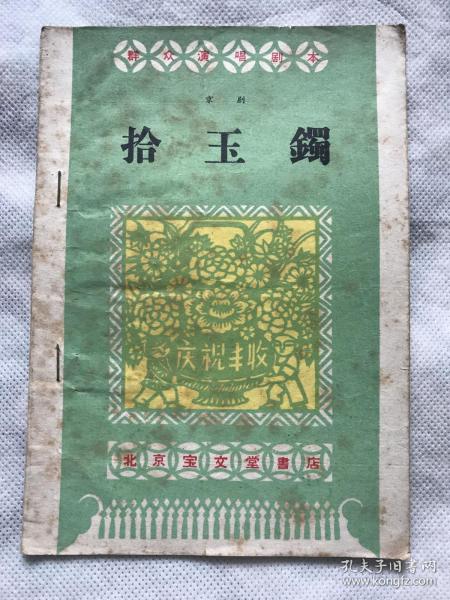 群众演唱剧本
京剧
拾玉镯
庆祝丰收
北京宝文堂書店
孔夫子旧书网
www.kongfz.com